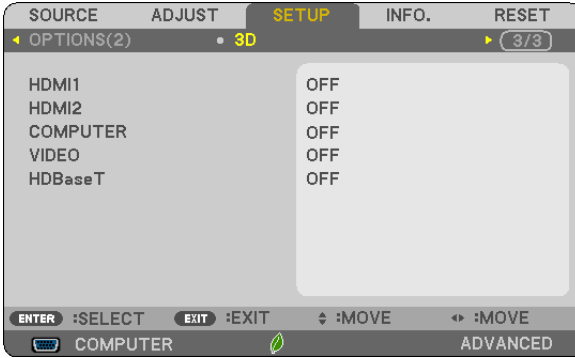 SOURCE ADJUST SETUP INFO. RESET
OPTIONS(2) 3D 3/3
HDMI1 OFF
HDMI2 OFF
COMPUTER OFF
VIDEO OFF
HDBaseT OFF
ENTER :SELECT EXIT :EXIT :MOVE :MOVE
COMPUTER ADVANCED